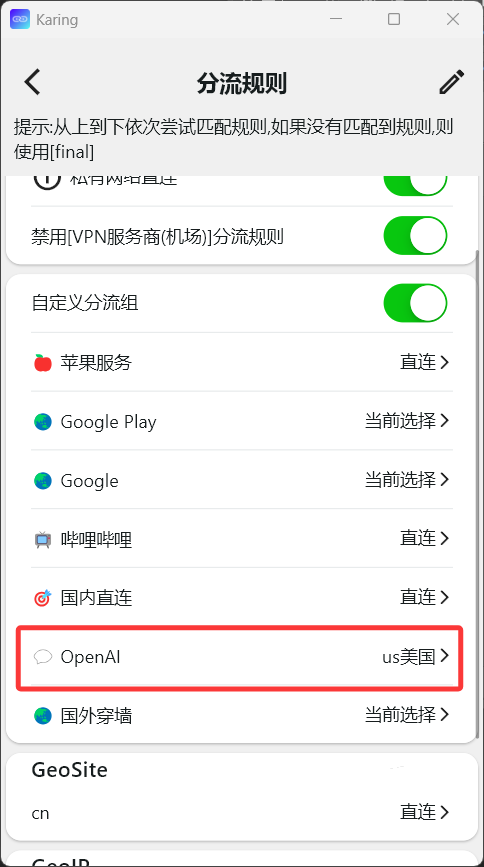 Karing
分流规则
提示:从上到下依次尝试匹配规则,如果没有匹配到规则,则
使用[final]
私有网络直连
禁用[VPN服务商(机场)]分流规则
自定义分流组
苹果服务 直连
Google Play 当前选择
Google 当前选择
哔哩哔哩 直连
国内直连 直连
OpenAI us美国
国外穿墙 当前选择
GeoSite
cn 直连
GeoIP